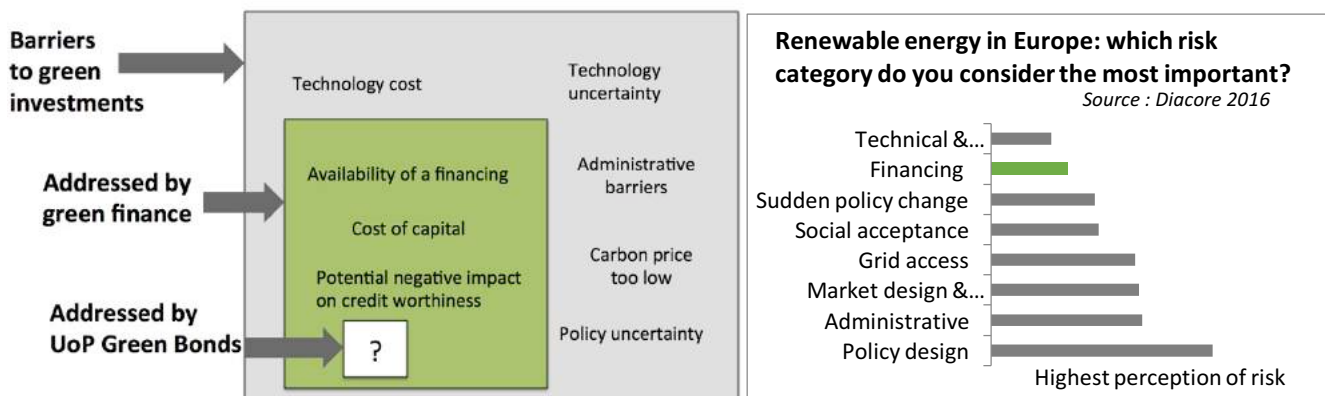 Barriers
to green
investments
Technology cost
Technology
uncertainty
Addressed by
green finance
Availability of a financing
Administrative
barriers
Cost of capital
Carbon price
too low
Potential negative impact
on credit worthiness
Addressed by
UoP Green Bonds
?
Policy uncertainty
Renewable energy in Europe: which risk
category do you consider the most important?
Source : Diacore 2016
Technical &...
Financing
Sudden policy change
Social acceptance
Grid access
Market design &...
Administrative
Policy design
Highest perception of risk